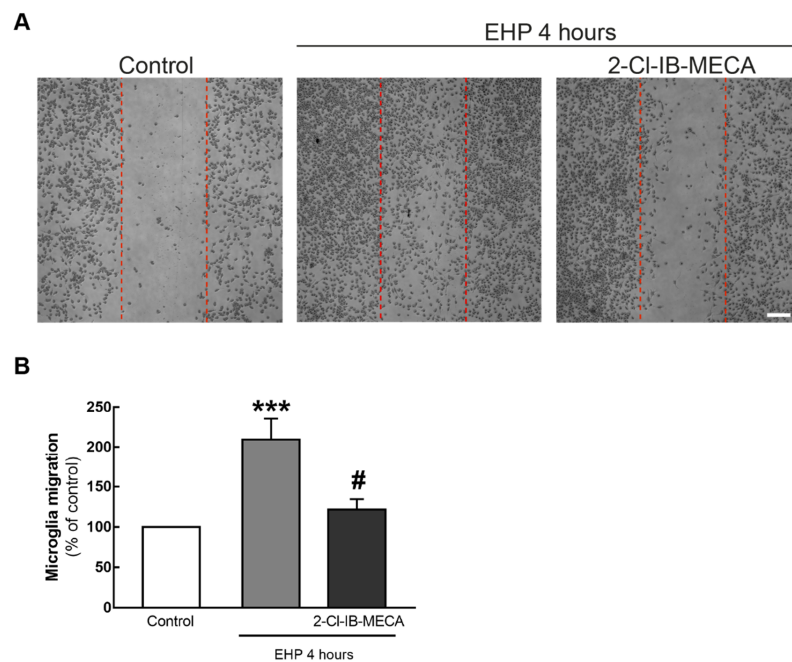 A
EHP 4 hours
Control
2-Cl-IB-MECA
B
Microglia migration
(% of control)
250
200
150
100
50
0
***
#
Control
2-Cl-IB-MECA
EHP 4 hours